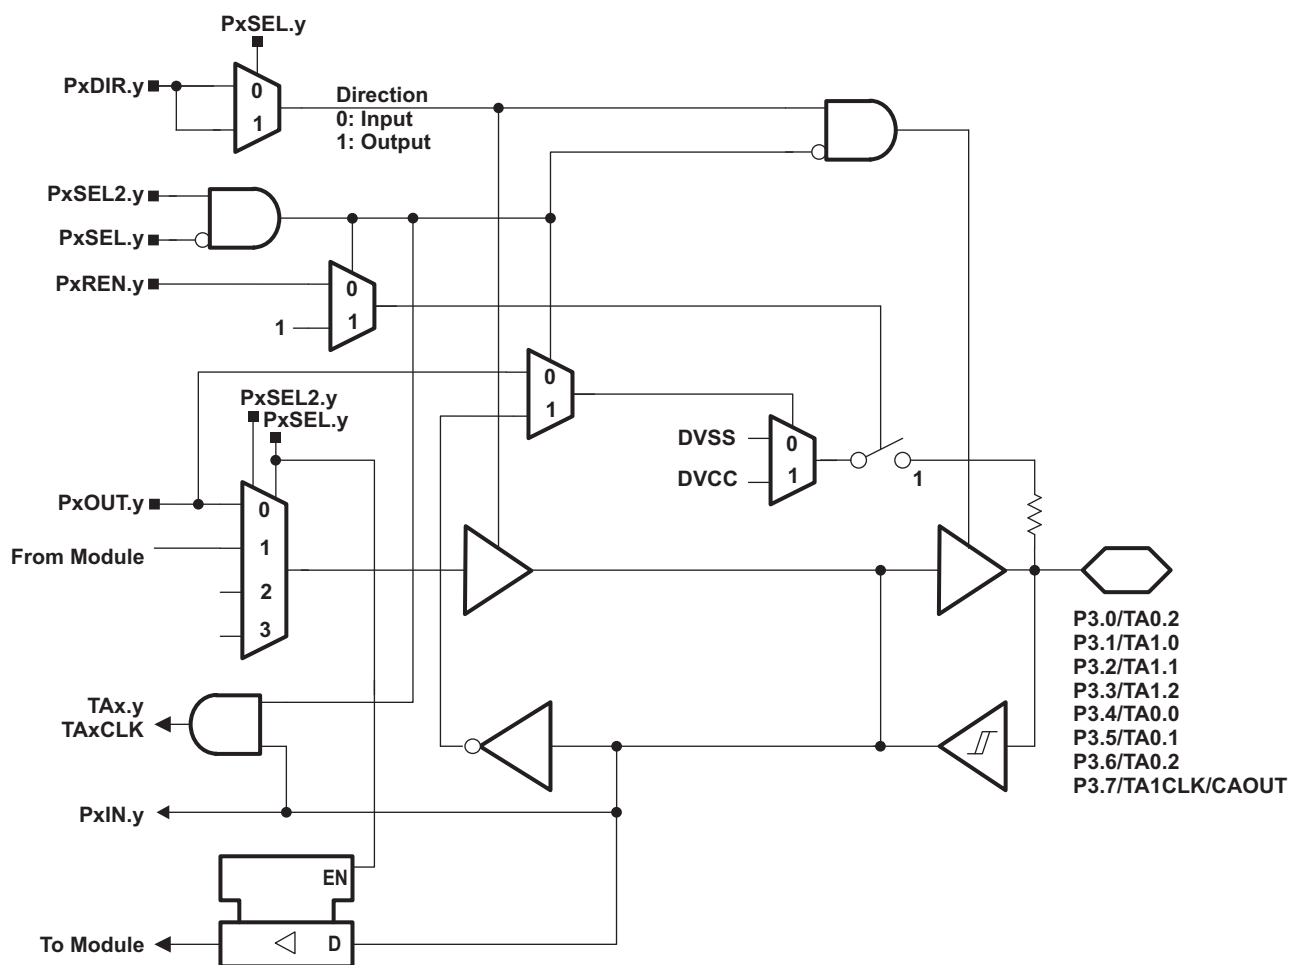 PxSEL.y
PxDIR.y
0
1
Direction
0: Input
1: Output
PxSEL2.y
PxSEL.y
PxREN.y
0
1
1
0
1
PxSEL2.y
PxSEL.y
DVSS
DVCC
0
1
1
PxOUT.y
From Module
0
1
2
3
P3.0/TA0.2
P3.1/TA1.0
P3.2/TA1.1
P3.3/TA1.2
P3.4/TA0.0
P3.5/TA0.1
P3.6/TA0.2
P3.7/TA1CLK/CAOUT
TAx.y
TAxCLK
PxIN.y
EN
D
To Module